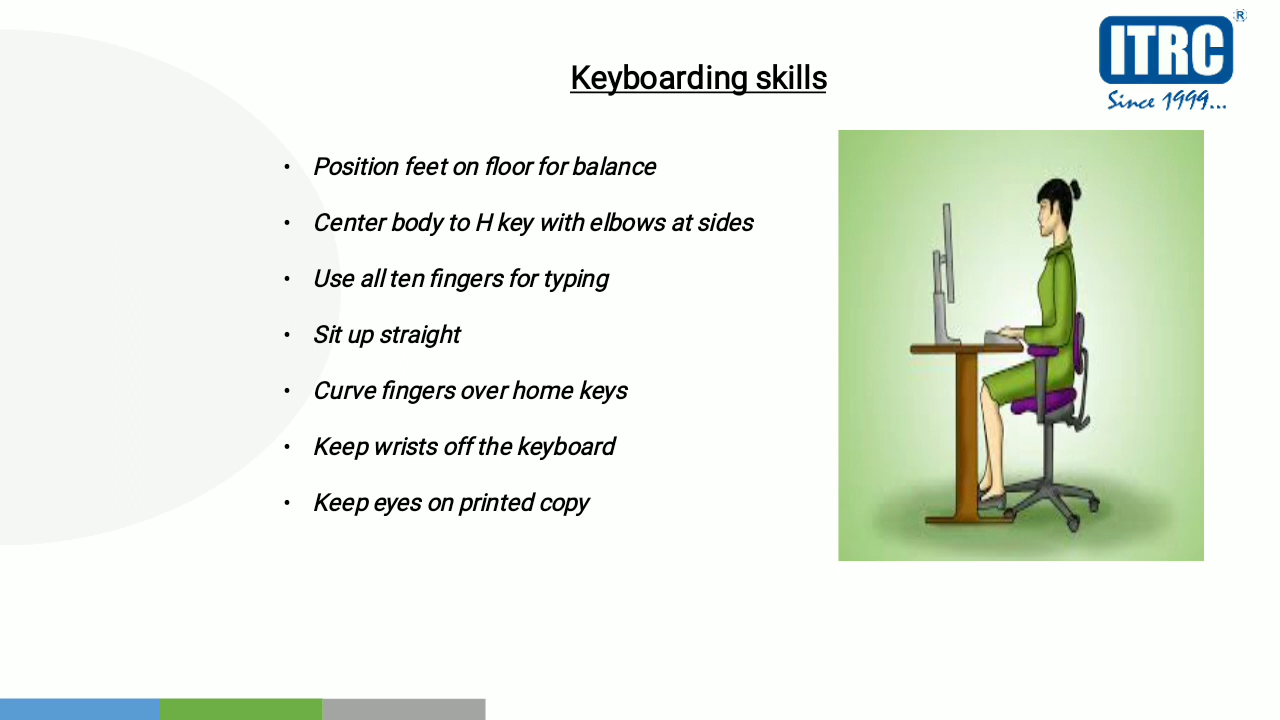 ITRC®
Since 1999...
Keyboarding skills
• Position feet on floor for balance
• Center body to H key with elbows at sides
• Use all ten fingers for typing
• Sit up straight
• Curve fingers over home keys
• Keep wrists off the keyboard
• Keep eyes on printed copy